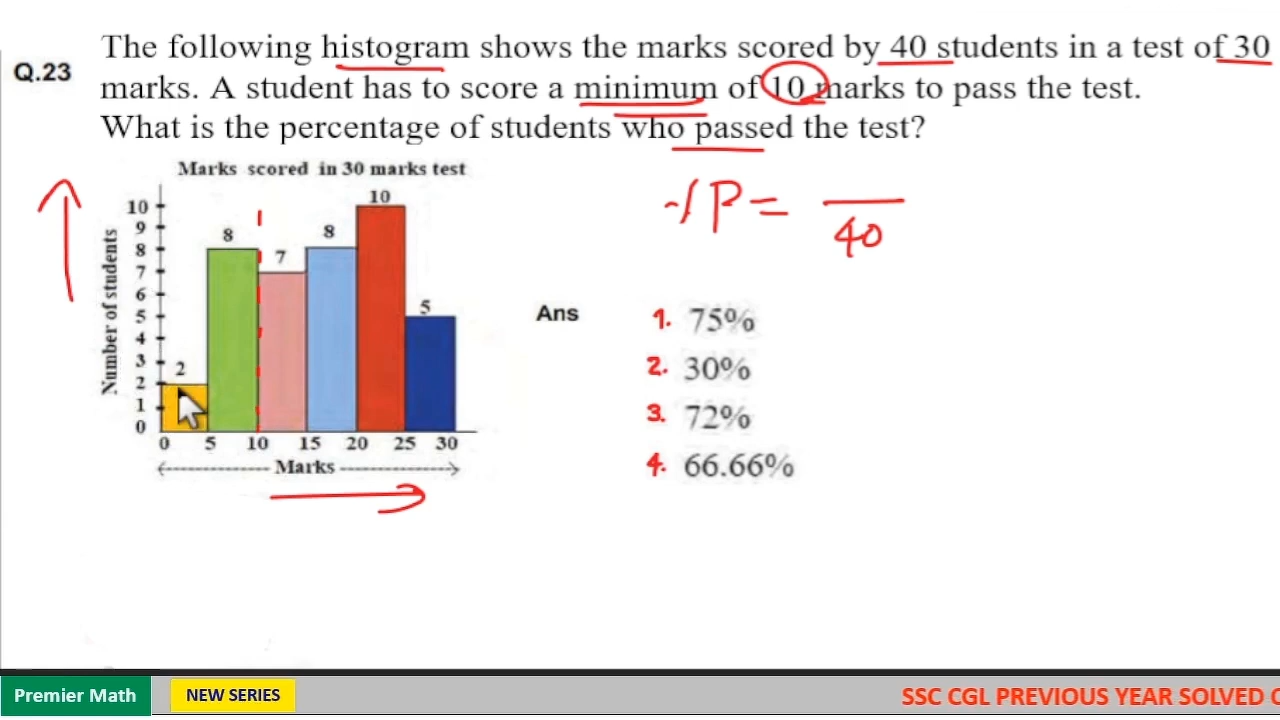 Q.23
The following histogram shows the marks scored by 40 students in a test of 30
marks. A student has to score a minimum of 10 marks to pass the test.
What is the percentage of students who passed the test?
Marks scored in 30 marks test
Number of students
10
9
8
7
6
5
4
3
2
1
0
2
8
7
8
10
5
0 5 10 15 20 25 30
Marks
P =
40
Ans
1. 75%
2. 30%
3. 72%
4. 66.66%
Premier Math
NEW SERIES
SSC CGL PREVIOUS YEAR SOLVED